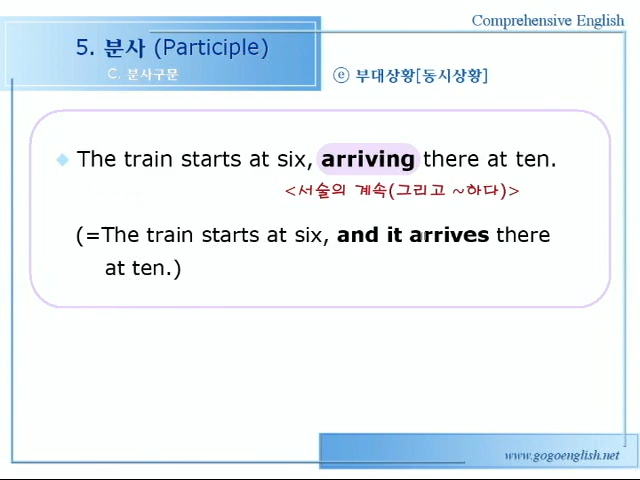 Comprehensive English
5. 분사 (Participle)
C. 분사구문
ⓔ 부대상황[동시상황]
The train starts at six, arriving there at ten.
<서술의 계속(그리고 ~하다)>
(=The train starts at six, and it arrives there
at ten.)
www.gogoenglish.net